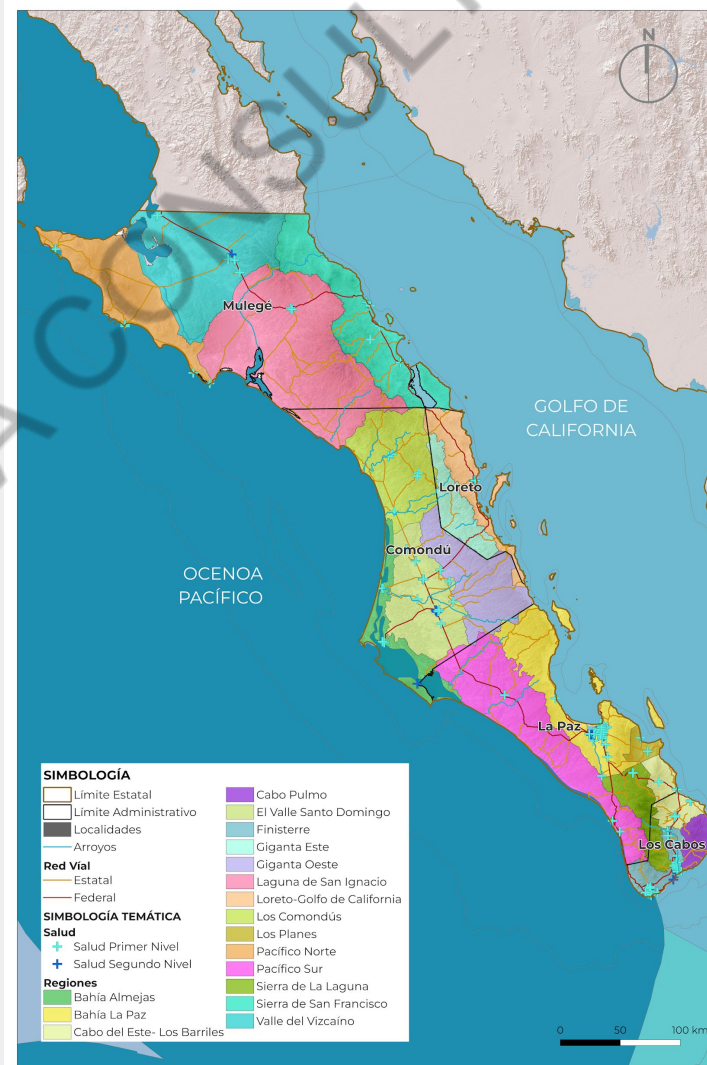 N
A CONSULT
Mulegé
GOLFO DE
CALIFORNIA
Loreto
Comondú
OCENOA
PACÍFICO
La Paz
Los Cabos
SIMBOLOGÍA
Límite Estatal
Límite Administrativo
Localidades
Arroyos
Red Víal
Estatal
Federal
SIMBOLOGÍA TEMÁTICA
Salud
Salud Primer Nivel
Salud Segundo Nivel
Regiones
Bahía Almejas
Bahía La Paz
Cabo del Este- Los Barriles
Cabo Pulmo
El Valle Santo Domingo
Finisterre
Giganta Este
Giganta Oeste
Laguna de San Ignacio
Loreto-Golfo de California
Los Comondús
Los Planes
Pacífico Norte
Pacífico Sur
Sierra de La Laguna
Sierra de San Francisco
Valle del Vizcaíno
0 50 100 km